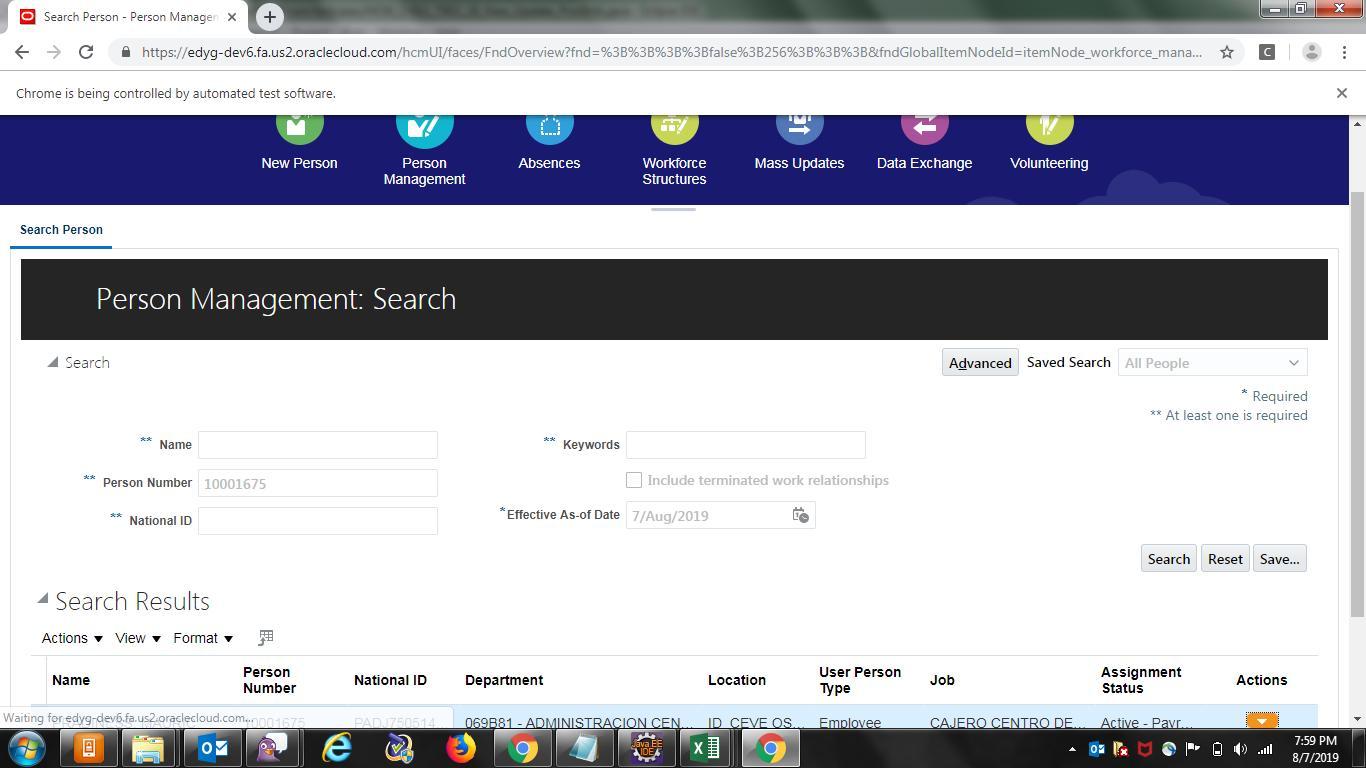 Search Person - Person Managem
https://edyg-dev6.fa.us2.oraclecloud.com/hcmUI/faces/FndOverview?fnd=%3B%3B%3B%3Bfalse%3B256%3B%3B%3B&fndGlobalItemNodeId=itemNode_workforce_mana...
Chrome is being controlled by automated test software.
New Person
Person Management
Absences
Workforce Structures
Mass Updates
Data Exchange
Volunteering
Search Person
Person Management: Search
Search
Advanced
Saved Search
All People
* Required
** At least one is required
** Name
** Keywords
** Person Number
10001675
Include terminated work relationships
** National ID
*Effective As-of Date
7/Aug/2019
Search
Reset
Save...
Search Results
Actions
View
Format
Name
Person Number
National ID
Department
Location
User Person Type
Job
Assignment Status
Actions
10001675
PADJ750514
069B81 - ADMINISTRACION CEN...
ID_CEVE OS...
Employee
CAJERO CENTRO DE...
Active - Payr...
Waiting for edyg-dev6.fa.us2.oraclecloud.com...
Java EE
IDE
7:59 PM
8/7/2019